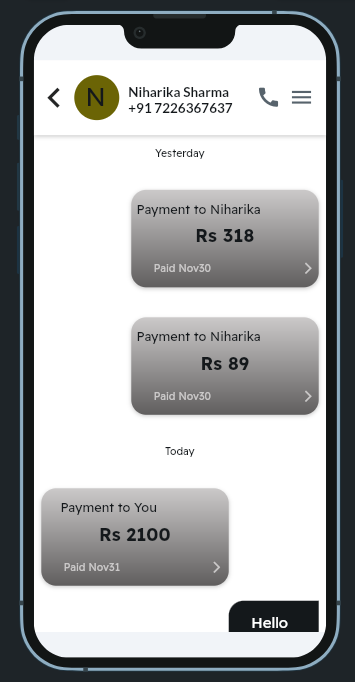 N
Niharika Sharma
+91 7226367637
Yesterday
Payment to Niharika
Rs 318
Paid Nov30
Payment to Niharika
Rs 89
Paid Nov30
Today
Payment to You
Rs 2100
Paid Nov31
Hello